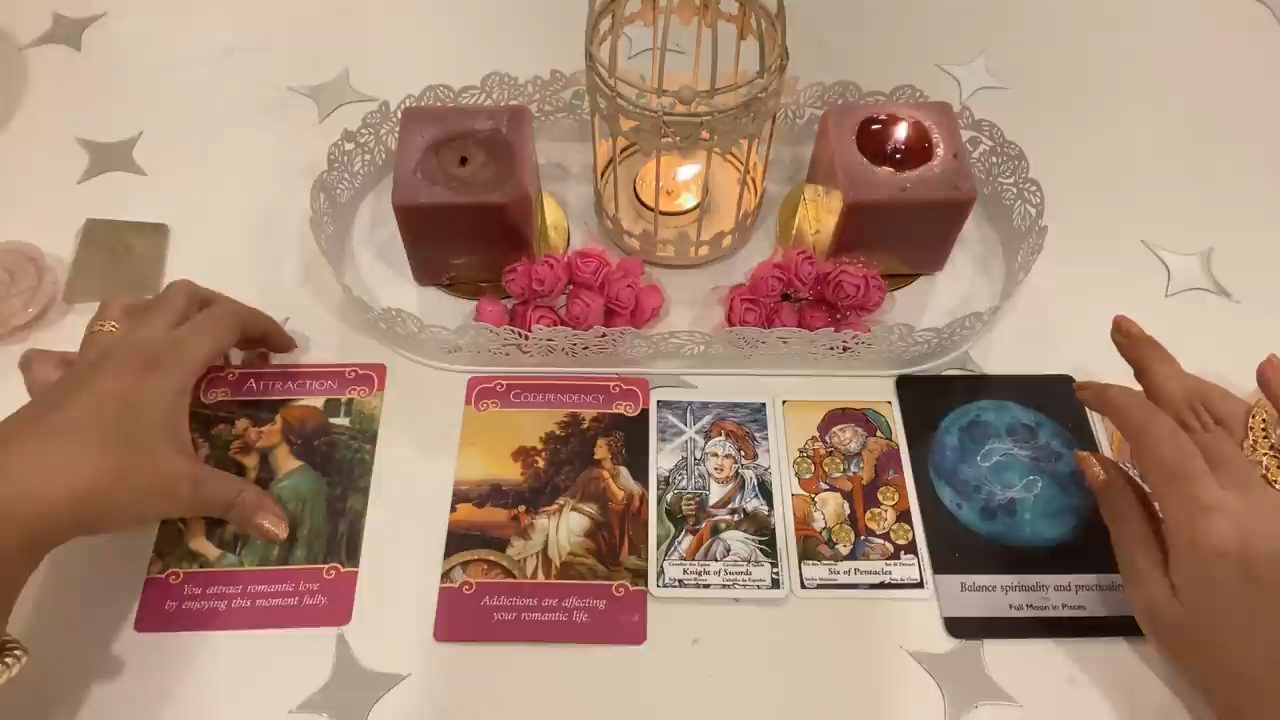 ATTRACTION
You attract romantic love
by enjoying this moment fully.
CODEPENDENCY
Addictions are affecting
your romantic life.
Knight of Swords
Six of Pentacles
Balance spirituality and practicality
Full Moon in Pisces